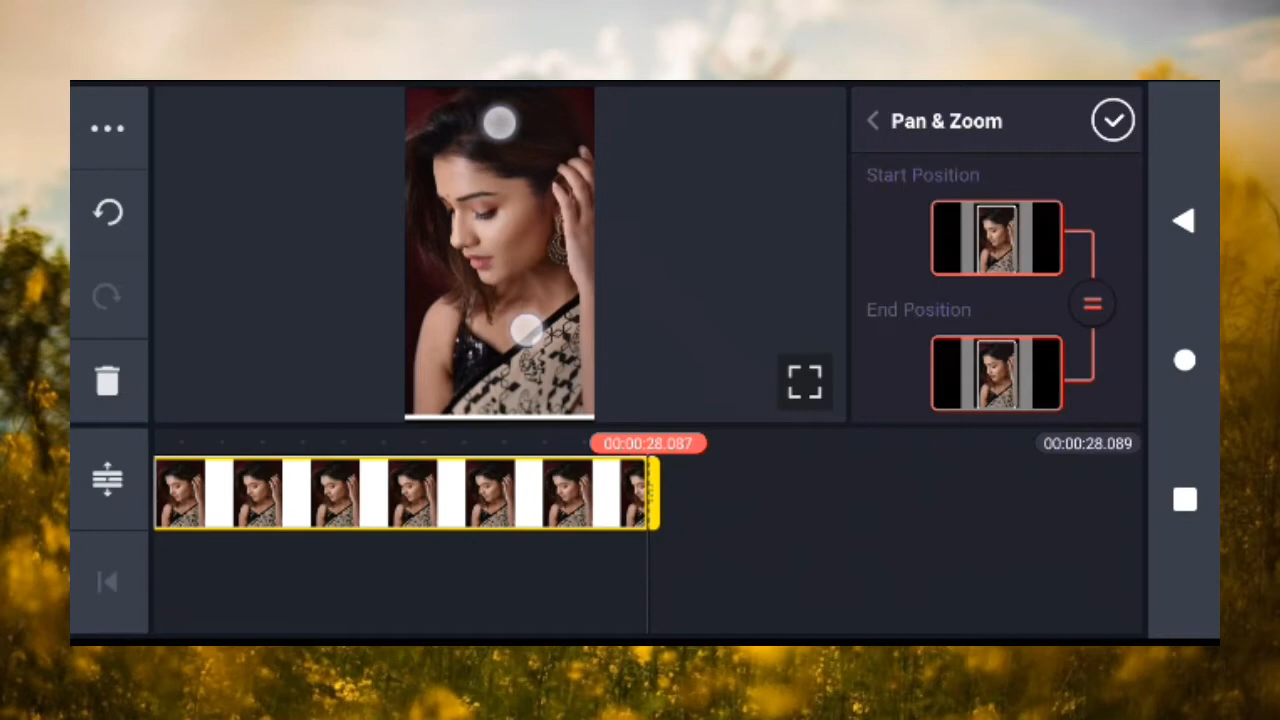 Pan & Zoom
Start Position
End Position
00:00:28.087
00:00:28.089